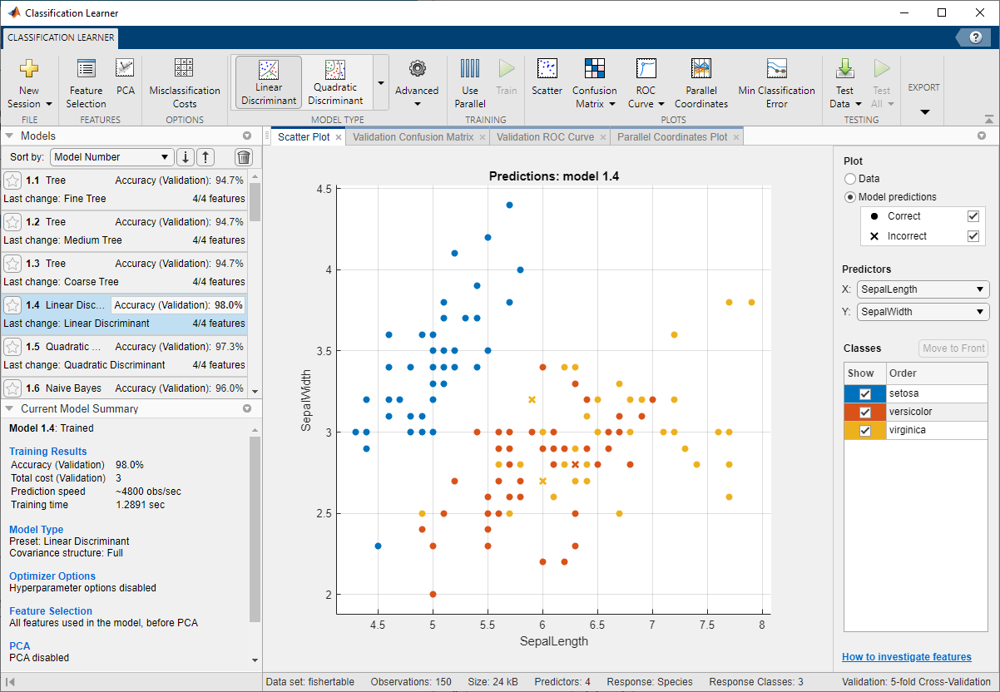 Classification Learner
CLASSIFICATION LEARNER
?
New Session
Feature Selection
PCA
Misclassification Costs
Linear Discriminant
Quadratic Discriminant
Advanced
Use Parallel
Train
Scatter
Confusion Matrix
ROC Curve
Parallel Coordinates
Min Classification Error
Test Data
Test All
EXPORT
FILE
FEATURES
OPTIONS
MODEL TYPE
TRAINING
PLOTS
TESTING
Models
Sort by: Model Number
1.1 Tree Accuracy (Validation): 94.7%
Last change: Fine Tree 4/4 features
1.2 Tree Accuracy (Validation): 94.7%
Last change: Medium Tree 4/4 features
1.3 Tree Accuracy (Validation): 94.7%
Last change: Coarse Tree 4/4 features
1.4 Linear Disc... Accuracy (Validation): 98.0%
Last change: Linear Discriminant 4/4 features
1.5 Quadratic ... Accuracy (Validation): 97.3%
Last change: Quadratic Discriminant 4/4 features
1.6 Naive Bayes Accuracy (Validation): 96.0%
Current Model Summary
Model 1.4: Trained
Training Results
Accuracy (Validation) 98.0%
Total cost (Validation) 3
Prediction speed ~4800 obs/sec
Training time 1.2891 sec
Model Type
Preset: Linear Discriminant
Covariance structure: Full
Optimizer Options
Hyperparameter options disabled
Feature Selection
All features used in the model, before PCA
PCA
PCA disabled
Scatter Plot
Validation Confusion Matrix
Validation ROC Curve
Parallel Coordinates Plot
Predictions: model 1.4
4.5
4
3.5
3
2.5
2
SepalWidth
4.5 5 5.5 6 6.5 7 7.5 8
SepalLength
Plot
Data
Model predictions
Correct
Incorrect
Predictors
X: SepalLength
Y: SepalWidth
Classes Move to Front
Show Order
setosa
versicolor
virginica
How to investigate features
Data set: fishertable Observations: 150 Size: 24 kB Predictors: 4 Response: Species Response Classes: 3 Validation: 5-fold Cross-Validation